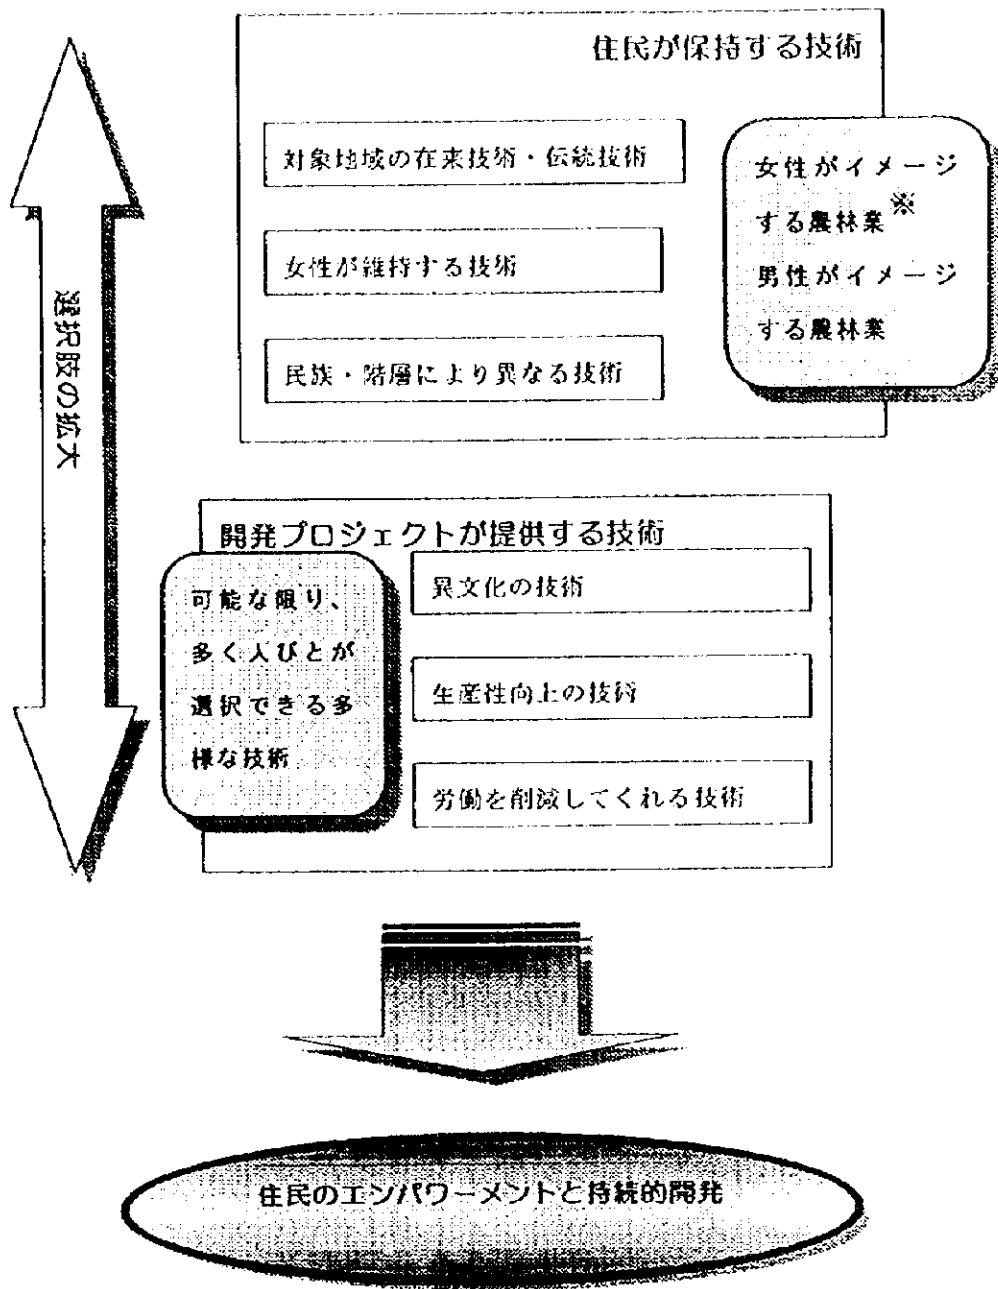 住民が保持する技術
対象地域の在来技術・伝統技術
女性が維持する技術
民族・階層により異なる技術
女性がイメージ
する農林業※
男性がイメージ
する農林業
選択肢の拡大
開発プロジェクトが提供する技術
可能な限り、
多く人びとが
選択できる多
様な技術
異文化の技術
生産性向上の技術
労働を削減してくれる技術
住民のエンパワーメントと持続的開発